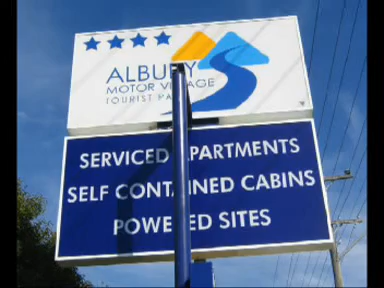 ALBURY
MOTOR VILLAGE
TOURIST PARK
SERVICED APARTMENTS
SELF CONTAINED CABINS
POWERED SITES